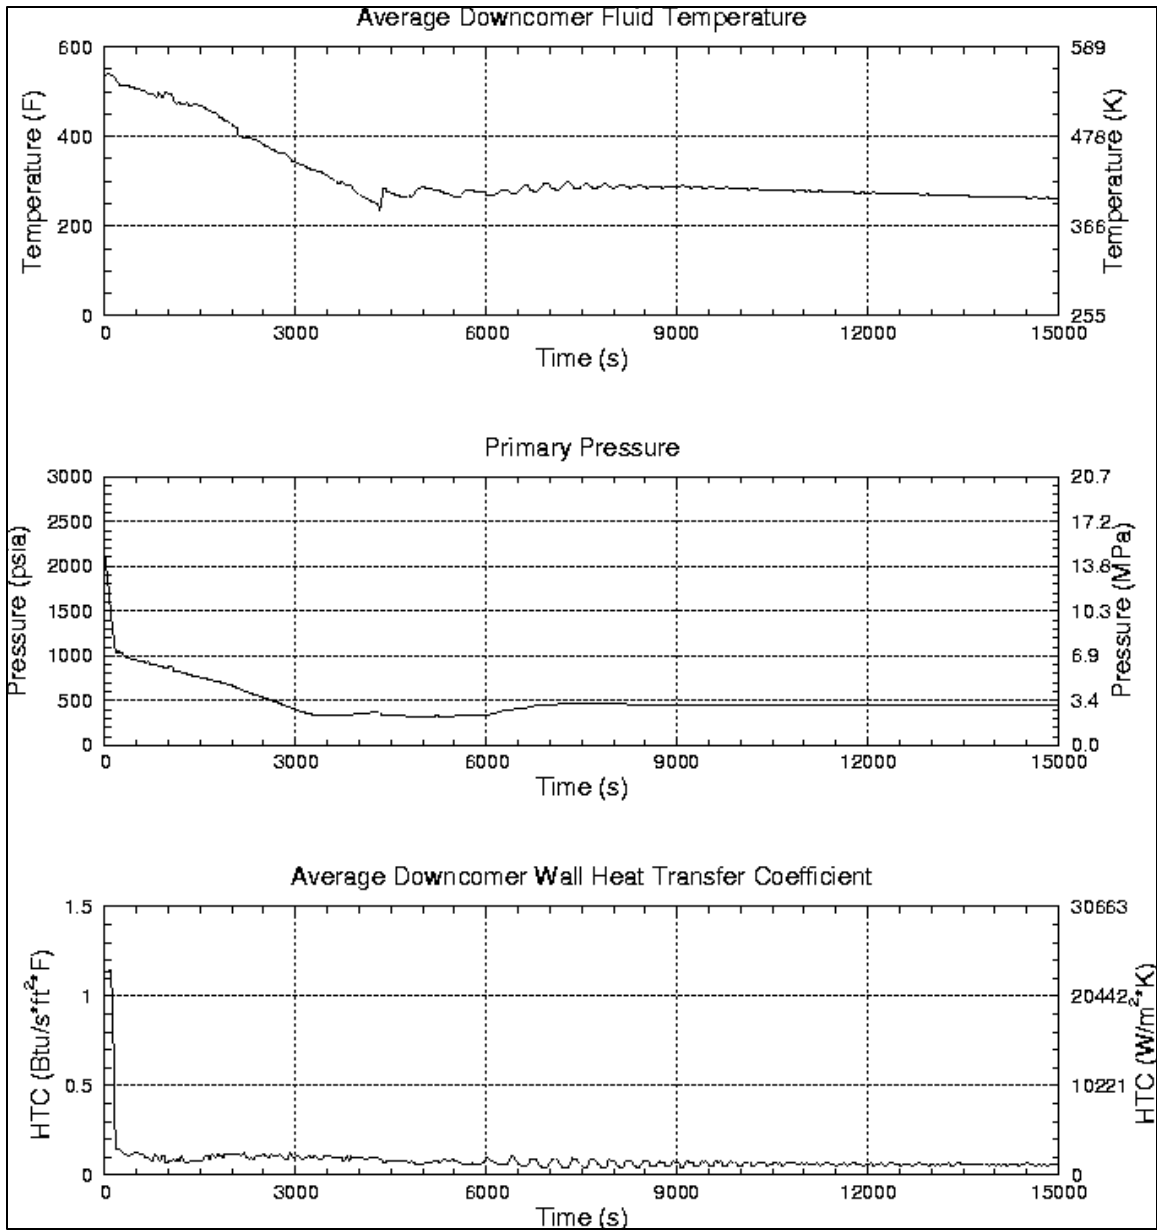 Average Downcomer Fluid Temperature
600
400
200
0
Temperature (F)
589
478
366
255
Temperature (K)
0 3000 6000 9000 12000 15000
Time (s)
Primary Pressure
3000
2500
2000
1500
1000
500
0
Pressure (psia)
20.7
17.2
13.8
10.3
6.9
3.4
0.0
Pressure (MPa)
0 3000 6000 9000 12000 15000
Time (s)
Average Downcomer Wall Heat Transfer Coefficient
1.5
1
0.5
0
HTC (Btu/s*ft²*F)
30663
20442
10221
0
HTC (W/m²*K)
0 3000 6000 9000 12000 15000
Time (s)